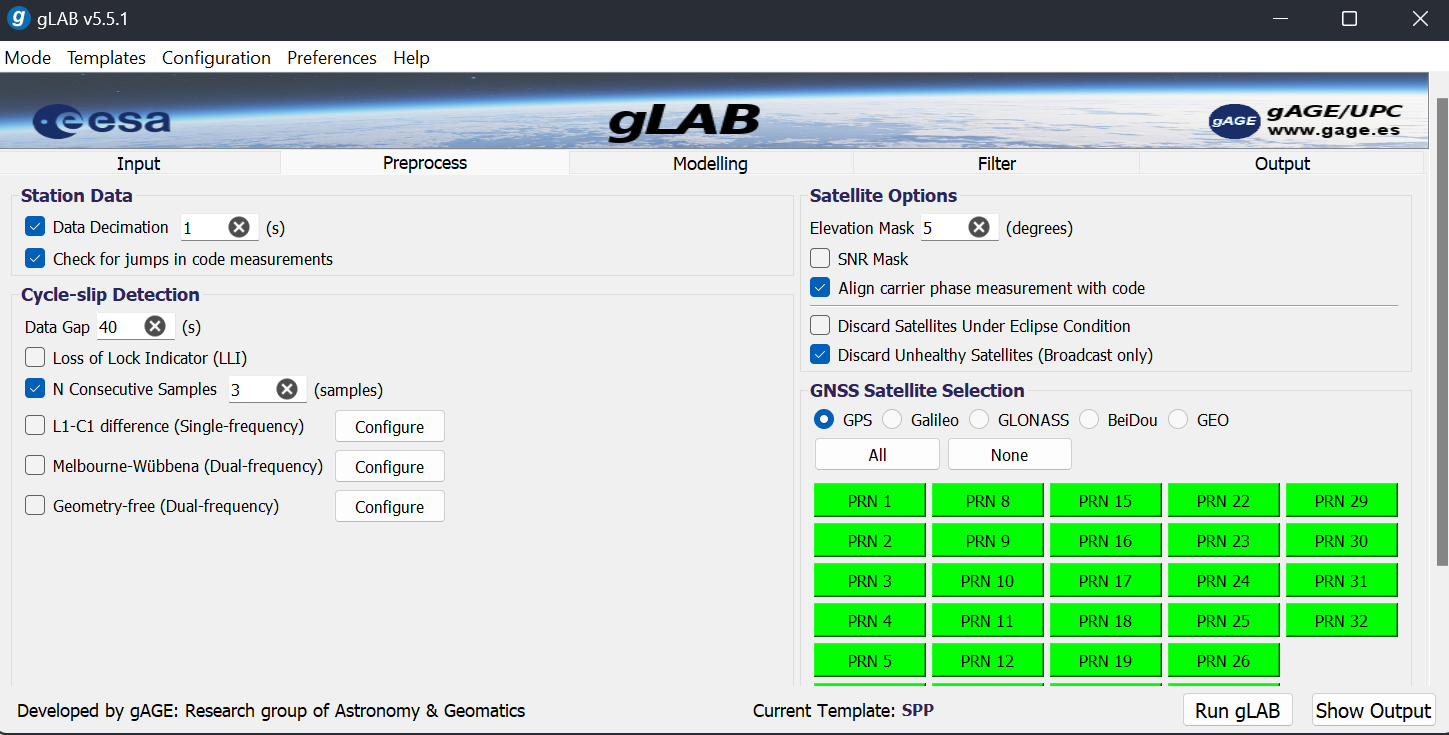 gLAB v5.5.1
Mode Templates Configuration Preferences Help
eesa gLAB gAGE gAGE/UPC
www.gage.es
Input Preprocess Modelling Filter Output
Station Data
Data Decimation 1 (s)
Check for jumps in code measurements
Cycle-slip Detection
Data Gap 40 (s)
Loss of Lock Indicator (LLI)
N Consecutive Samples 3 (samples)
L1-C1 difference (Single-frequency) Configure
Melbourne-Wübbena (Dual-frequency) Configure
Geometry-free (Dual-frequency) Configure
Satellite Options
Elevation Mask 5 (degrees)
SNR Mask
Align carrier phase measurement with code
Discard Satellites Under Eclipse Condition
Discard Unhealthy Satellites (Broadcast only)
GNSS Satellite Selection
GPS Galileo GLONASS BeiDou GEO
All None
PRN 1 PRN 8 PRN 15 PRN 22 PRN 29
PRN 2 PRN 9 PRN 16 PRN 23 PRN 30
PRN 3 PRN 10 PRN 17 PRN 24 PRN 31
PRN 4 PRN 11 PRN 18 PRN 25 PRN 32
PRN 5 PRN 12 PRN 19 PRN 26
Developed by gAGE: Research group of Astronomy & Geomatics Current Template: SPP Run gLAB Show Output